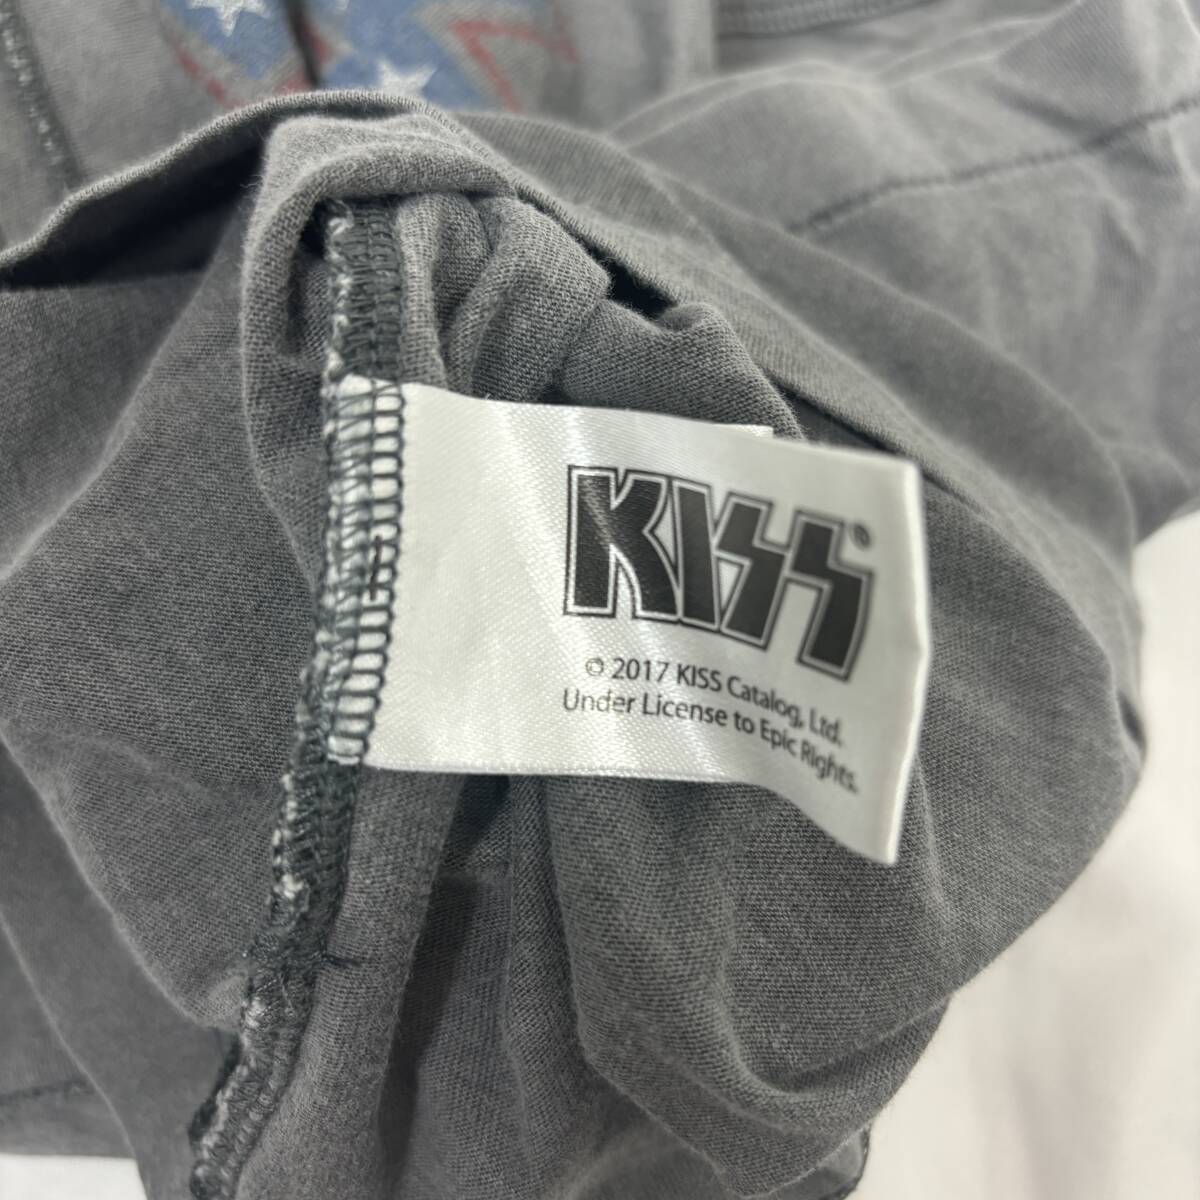 KISS®
© 2017 KISS Catalog, Ltd.
Under License to Epic Rights.